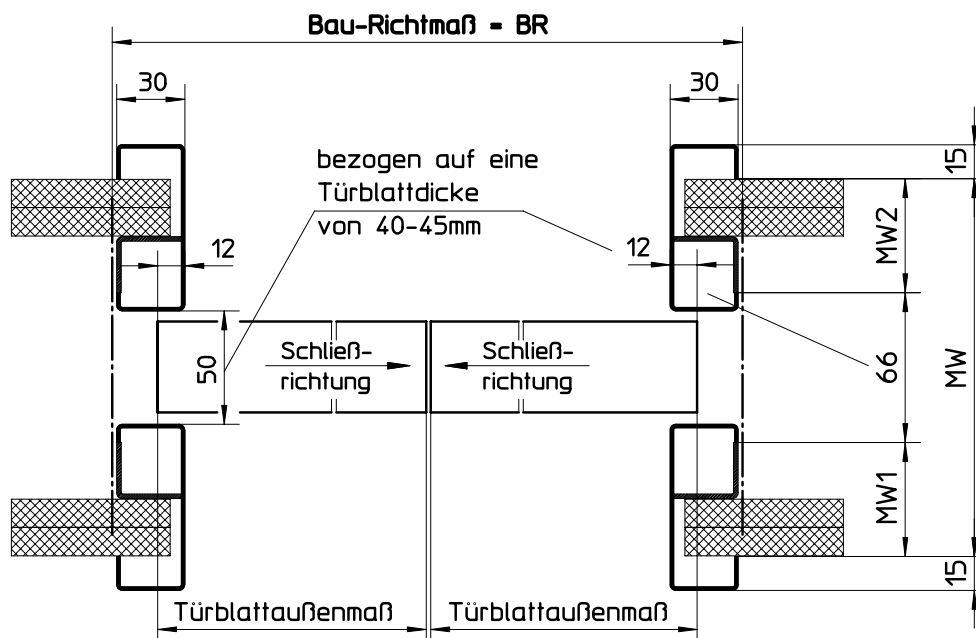 Bau-Richtmaß = BR
30
30
15
bezogen auf eine
Türblattdicke
von 40-45mm
MW2
12
12
50
Schließ-
richtung
Schließ-
richtung
66
MW
MW1
15
Türblattaußenmaß
Türblattaußenmaß